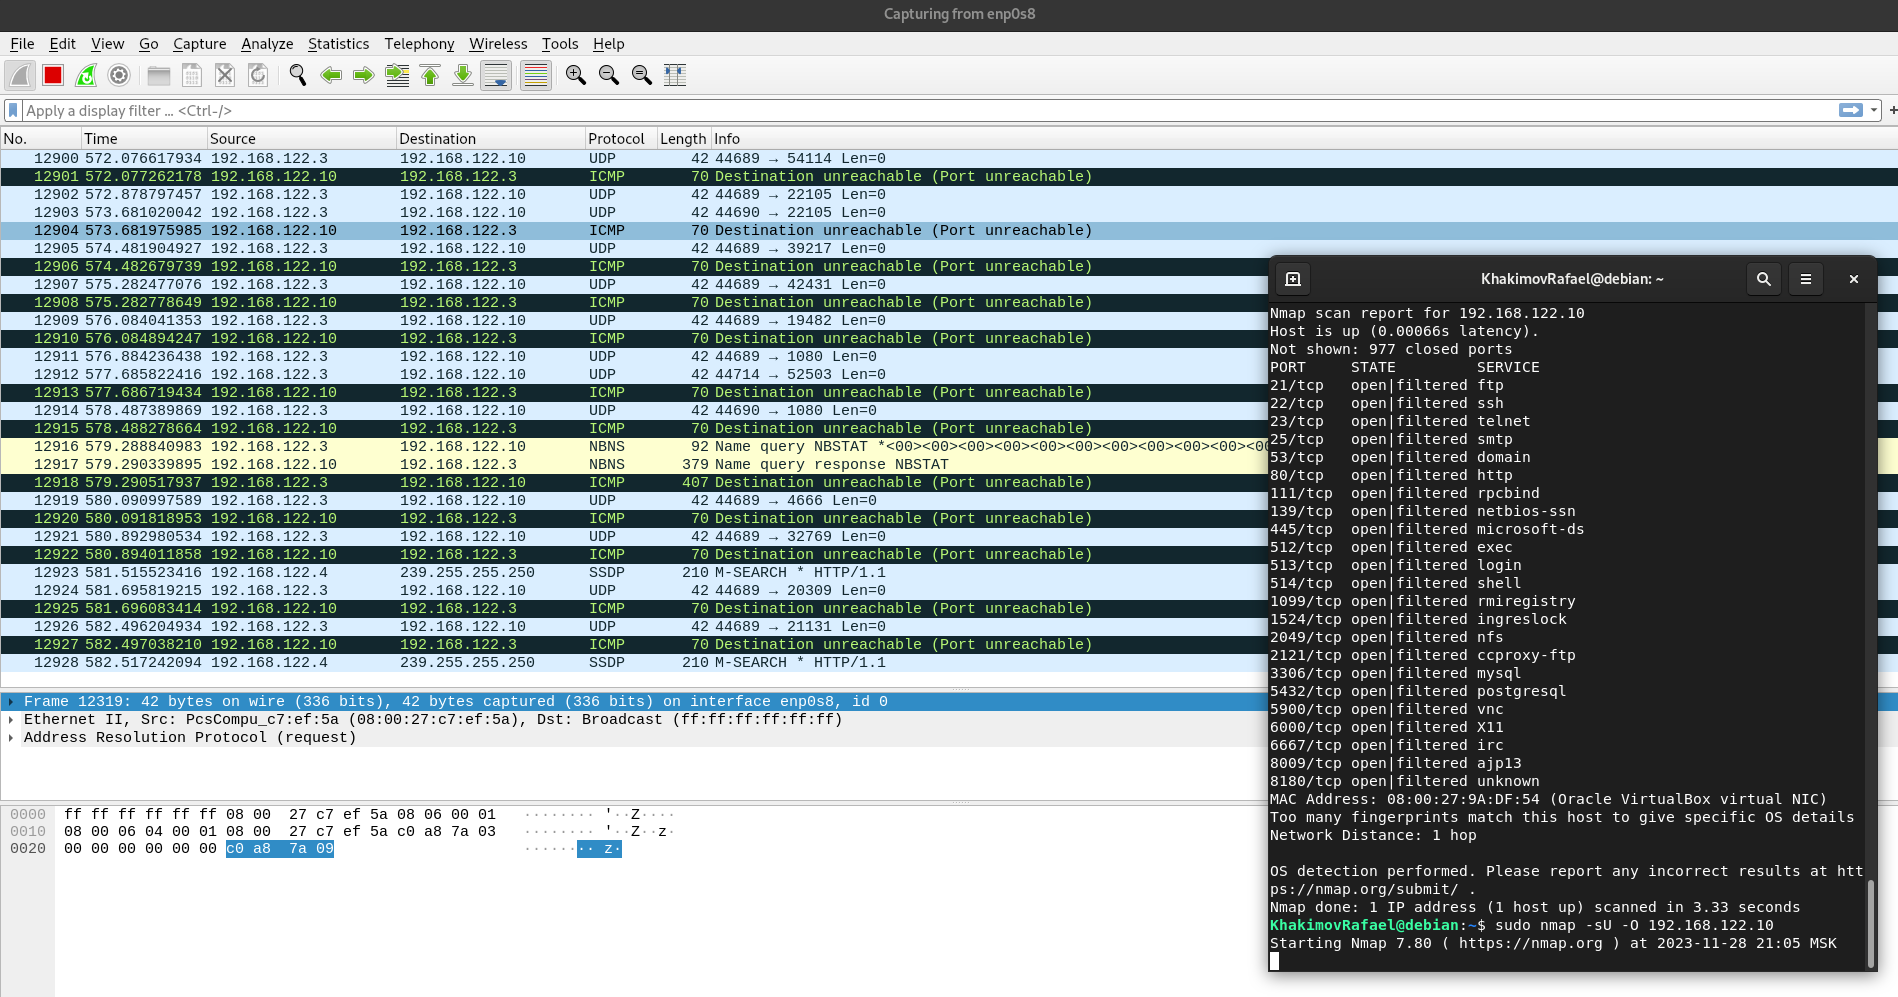 Capturing from enp0s8
File Edit View Go Capture Analyze Statistics Telephony Wireless Tools Help
Apply a display filter ... <Ctrl-/>
No. Time Source Destination Protocol Length Info
12900 572.076617934 192.168.122.3 192.168.122.10 UDP 42 44689 → 54114 Len=0
12901 572.077262178 192.168.122.10 192.168.122.3 ICMP 70 Destination unreachable (Port unreachable)
12902 572.878797457 192.168.122.3 192.168.122.10 UDP 42 44689 → 22105 Len=0
12903 573.681020042 192.168.122.3 192.168.122.10 UDP 42 44690 → 22105 Len=0
12904 573.681975985 192.168.122.10 192.168.122.3 ICMP 70 Destination unreachable (Port unreachable)
12905 574.481904927 192.168.122.3 192.168.122.10 UDP 42 44689 → 39217 Len=0
12906 574.482679739 192.168.122.10 192.168.122.3 ICMP 70 Destination unreachable (Port unreachable)
12907 575.282477076 192.168.122.3 192.168.122.10 UDP 42 44689 → 42431 Len=0
12908 575.282778649 192.168.122.10 192.168.122.3 ICMP 70 Destination unreachable (Port unreachable)
12909 576.084041353 192.168.122.3 192.168.122.10 UDP 42 44689 → 19482 Len=0
12910 576.084894247 192.168.122.10 192.168.122.3 ICMP 70 Destination unreachable (Port unreachable)
12911 576.884236438 192.168.122.3 192.168.122.10 UDP 42 44689 → 1080 Len=0
12912 577.685822416 192.168.122.3 192.168.122.10 UDP 42 44714 → 52503 Len=0
12913 577.686719434 192.168.122.10 192.168.122.3 ICMP 70 Destination unreachable (Port unreachable)
12914 578.487389869 192.168.122.3 192.168.122.10 UDP 42 44690 → 1080 Len=0
12915 578.488278664 192.168.122.10 192.168.122.3 ICMP 70 Destination unreachable (Port unreachable)
12916 579.288840983 192.168.122.3 192.168.122.10 NBNS 92 Name query NBSTAT *<00><00><00><00><00><00><00><00><00><00><00
12917 579.290339895 192.168.122.10 192.168.122.3 NBNS 379 Name query response NBSTAT
12918 579.290517937 192.168.122.3 192.168.122.10 ICMP 407 Destination unreachable (Port unreachable)
12919 580.090997589 192.168.122.3 192.168.122.10 UDP 42 44689 → 4666 Len=0
12920 580.091818953 192.168.122.10 192.168.122.3 ICMP 70 Destination unreachable (Port unreachable)
12921 580.892980534 192.168.122.3 192.168.122.10 UDP 42 44689 → 32769 Len=0
12922 580.894011858 192.168.122.10 192.168.122.3 ICMP 70 Destination unreachable (Port unreachable)
12923 581.515523416 192.168.122.4 239.255.255.250 SSDP 210 M-SEARCH * HTTP/1.1
12924 581.695819215 192.168.122.3 192.168.122.10 UDP 42 44689 → 20309 Len=0
12925 581.696083414 192.168.122.10 192.168.122.3 ICMP 70 Destination unreachable (Port unreachable)
12926 582.496204934 192.168.122.3 192.168.122.10 UDP 42 44689 → 21131 Len=0
12927 582.497038210 192.168.122.10 192.168.122.3 ICMP 70 Destination unreachable (Port unreachable)
12928 582.517242094 192.168.122.4 239.255.255.250 SSDP 210 M-SEARCH * HTTP/1.1
Frame 12319: 42 bytes on wire (336 bits), 42 bytes captured (336 bits) on interface enp0s8, id 0
Ethernet II, Src: PcsCompu_c7:ef:5a (08:00:27:c7:ef:5a), Dst: Broadcast (ff:ff:ff:ff:ff:ff)
Address Resolution Protocol (request)
0000 ff ff ff ff ff ff 08 00 27 c7 ef 5a 08 06 00 01 ········ '··Z····
0010 08 00 06 04 00 01 08 00 27 c7 ef 5a c0 a8 7a 03 ········ '··Z··z·
0020 00 00 00 00 00 00 c0 a8 7a 09 ········ z·
KhakimovRafael@debian: ~
Nmap scan report for 192.168.122.10
Host is up (0.00066s latency).
Not shown: 977 closed ports
PORT STATE SERVICE
21/tcp open|filtered ftp
22/tcp open|filtered ssh
23/tcp open|filtered telnet
25/tcp open|filtered smtp
53/tcp open|filtered domain
80/tcp open|filtered http
111/tcp open|filtered rpcbind
139/tcp open|filtered netbios-ssn
445/tcp open|filtered microsoft-ds
512/tcp open|filtered exec
513/tcp open|filtered login
514/tcp open|filtered shell
1099/tcp open|filtered rmiregistry
1524/tcp open|filtered ingreslock
2049/tcp open|filtered nfs
2121/tcp open|filtered ccproxy-ftp
3306/tcp open|filtered mysql
5432/tcp open|filtered postgresql
5900/tcp open|filtered vnc
6000/tcp open|filtered X11
6667/tcp open|filtered irc
8009/tcp open|filtered ajp13
8180/tcp open|filtered unknown
MAC Address: 08:00:27:9A:DF:54 (Oracle VirtualBox virtual NIC)
Too many fingerprints match this host to give specific OS details
Network Distance: 1 hop
OS detection performed. Please report any incorrect results at htt
ps://nmap.org/submit/ .
Nmap done: 1 IP address (1 host up) scanned in 3.33 seconds
KhakimovRafael@debian:~$ sudo nmap -sU -O 192.168.122.10
Starting Nmap 7.80 ( https://nmap.org ) at 2023-11-28 21:05 MSK